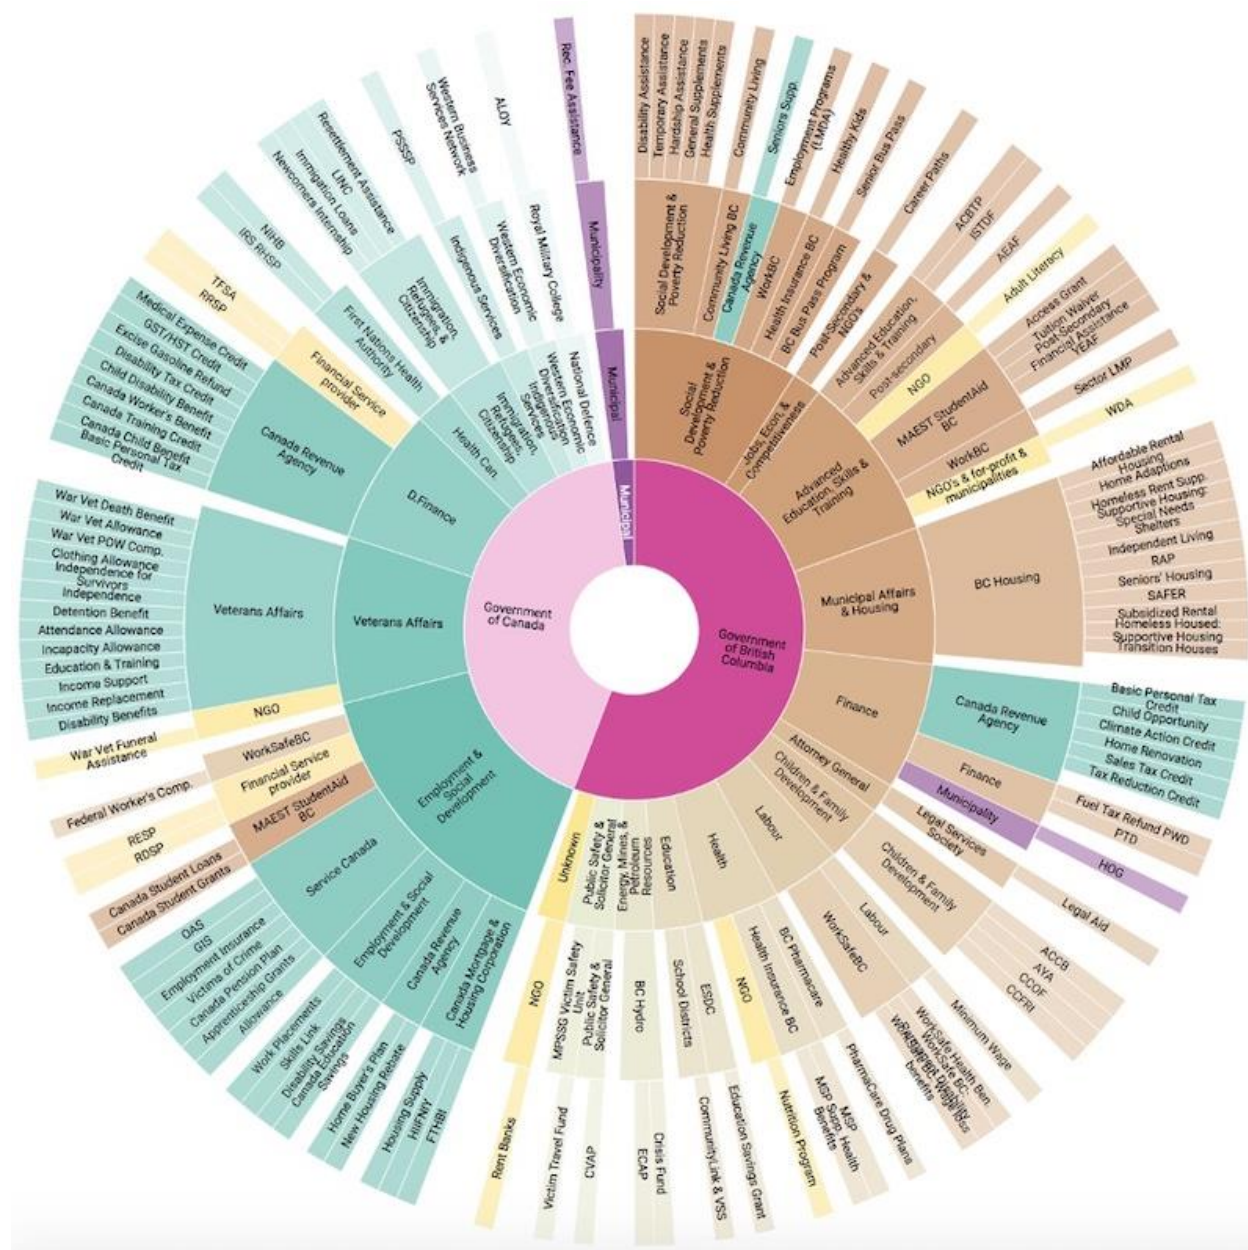 Government
of British
Columbia
Social
Development &
Poverty Reduction
Social Development &
Poverty Reduction
Disability Assistance
Temporary Assistance
Hardship Assistance
General Supplements
Health Supplements
Community Living BC
Community Living
Canada Revenue
Agency
Seniors Supp.
WorkBC
Employment Programs
(LMDA)
Health Insurance BC
Healthy Kids
BC Bus Pass Program
Senior Bus Pass
Jobs, Econ, &
Competitiveness
Post-Secondary &
NGO's
Career Paths
Advanced
Education, Skills &
Training
Advanced Education,
Skills & Training
ACBTP
ISTDF
Post-secondary
AEAF
NGO
Adult Literacy
MAEST StudentAid
BC
Access Grant
Tuition Waiver
Post-Secondary
Financial Assistance
YEAF
WorkBC
Sector LMP
NGO's & for-profit &
municipalities
WDA
Municipal Affairs
& Housing
BC Housing
Affordable Rental
Housing
Home Adaptions
Homeless Rent Supp.
Supportive Housing:
Special Needs
Shelters
Independent Living
RAP
Seniors' Housing
SAFER
Subsidized Rental
Homeless Housed:
Supportive Housing
Transition Houses
Finance
Canada Revenue
Agency
Basic Personal Tax
Credit
Child Opportunity
Climate Action Credit
Home Renovation
Sales Tax Credit
Tax Reduction Credit
Finance
Fuel Tax Refund PWD
PTD
Municipality
HOG
Attorney General
Legal Services
Society
Legal Aid
Children & Family
Development
Children & Family
Development
ACCB
AYA
CCOF
CCFRI
Labour
Labour
Minimum Wage
WorkSafeBC
WorkSafe Health Ben.
WorkSafe BC:
Benefits
Health
BC Pharmacare
PharmaCare Drug Plans
Health Insurance BC
MSP
MSP Supp. Health
Benefits
NGO
Nutrition Program
Education
ESDC
Education Savings Grant
School Districts
CommunityLink & VSS
Energy, Mines, &
Petroleum
Resources
BC Hydro
Crisis Fund
ECAP
Public Safety &
Solicitor General
Public Safety &
Solicitor General
CVAP
MPSSG Victim Safety
Unit
Victim Travel Fund
Unknown
NGO
Rent Banks
Government
of Canada
Employment &
Social
Development
Canada Mortgage &
Housing Corporation
FTHBI
HIIFNIY
Housing Supply
Canada Revenue
Agency
New Housing Rebate
Home Buyer's Plan
Employment & Social
Development
Canada Education
Savings
Disability Savings
Skills Link
Work Placements
Service Canada
Allowance
Apprenticeship Grants
Canada Pension Plan
Victims of Crime
Employment Insurance
GIS
OAS
MAEST StudentAid
BC
Canada Student Grants
Canada Student Loans
Financial Service
provider
RDSP
RESP
WorkSafeBC
Federal Worker's Comp.
NGO
War Vet Funeral
Assistance
Veterans Affairs
Veterans Affairs
Disability Benefits
Income Replacement
Income Support
Education & Training
Incapacity Allowance
Attendance Allowance
Detention Benefit
Independence
Independence for
Survivors
Clothing Allowance
War Vet POW Comp.
War Vet Allowance
War Vet Death Benefit
D.Finance
Canada Revenue
Agency
Basic Personal Tax
Credit
Canada Child Benefit
Canada Training Credit
Canada Worker's Benefit
Child Disability Benefit
Disability Tax Credit
Excise Gasoline Refund
GST/HST Credit
Medical Expense Credit
Financial Service
provider
RRSP
TFSA
Health Can.
First Nations Health
Authority
IRS RHSP
NIHB
Immigration,
Refugees,
Citizenship
Immigration,
Refugees, &
Citizenship
Newcomers Internship
Immigation Loans
LINC
Resettlement Assistance
Indigenous
Services
Indigenous Services
PSSSP
Western Economic
Diversification
Western Economic
Diversification
Western Business
Services Network
National Defence
Royal Military College
ALOY
Municipal
Municipal
Municipality
Rec. Fee Assistance